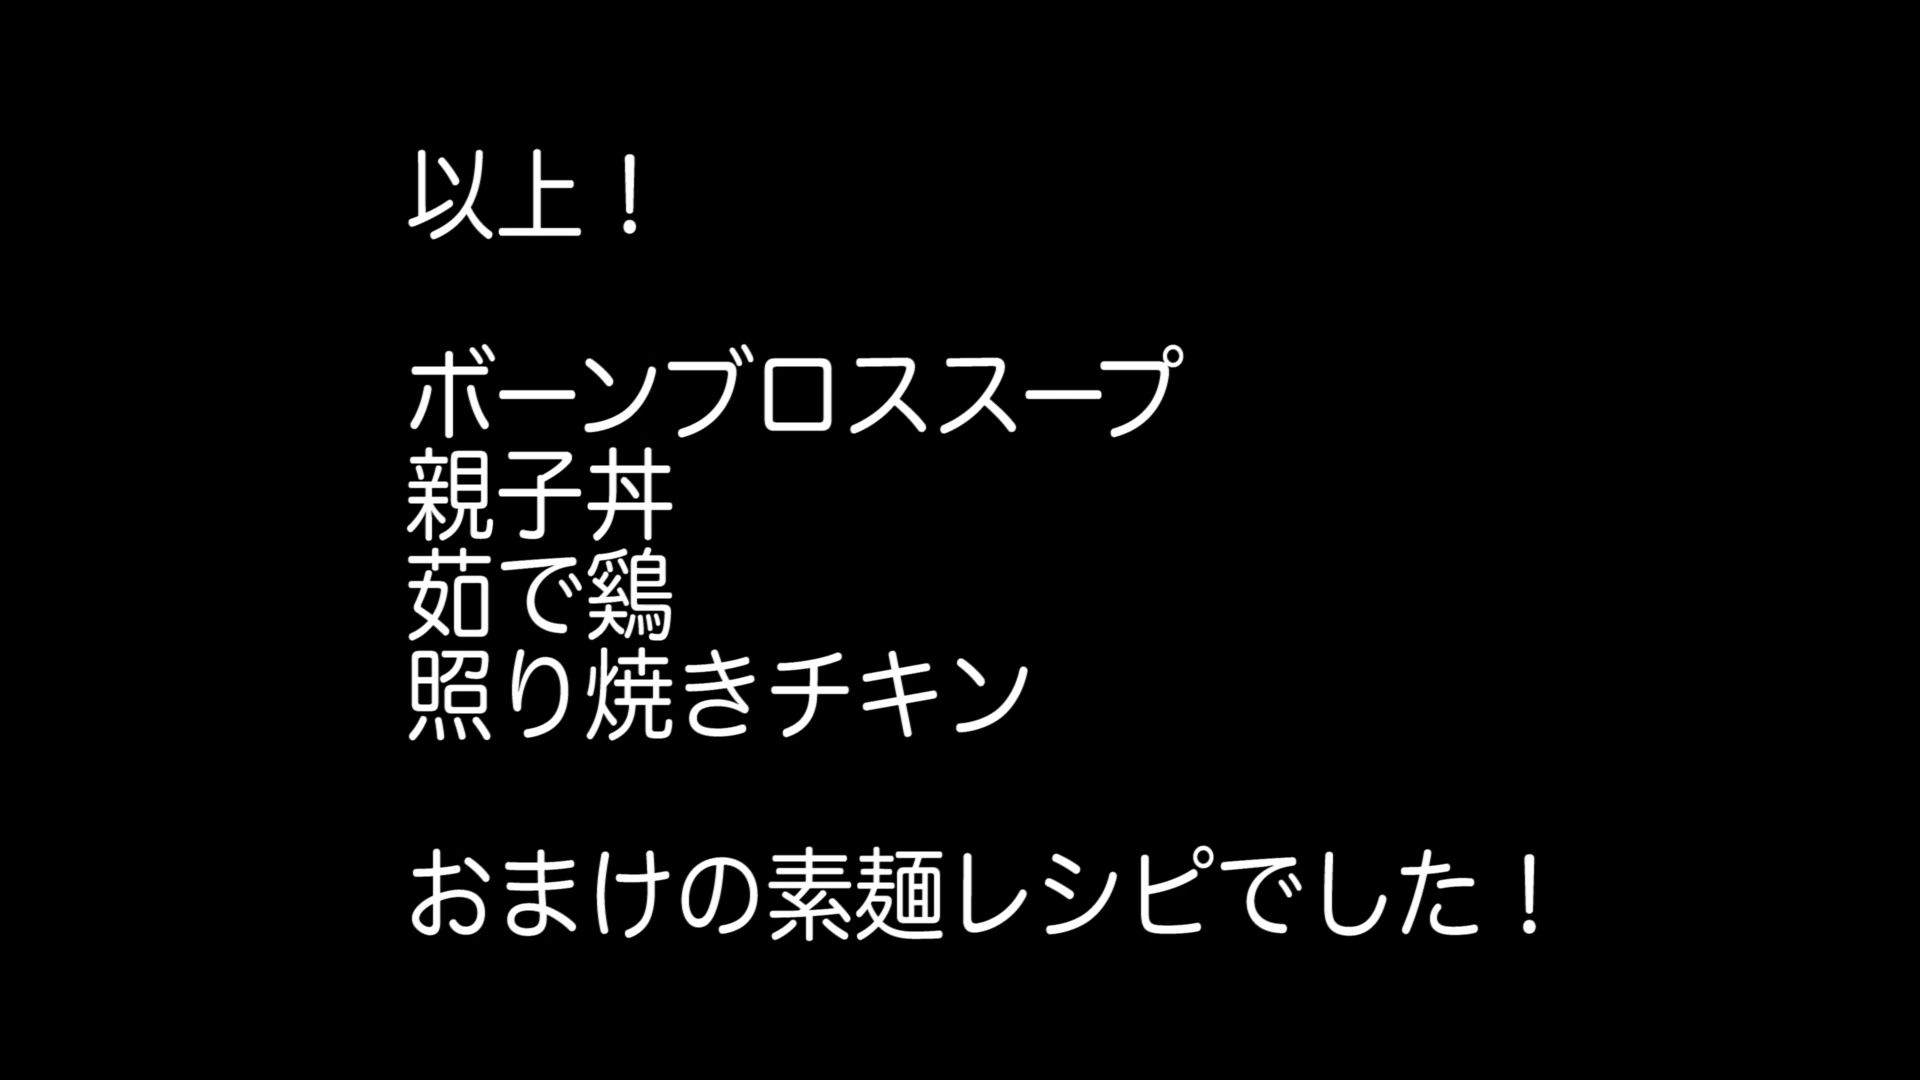 以上！
ボーンブロススープ
親子丼
茹で鶏
照り焼きチキン
おまけの素麺レシピでした！